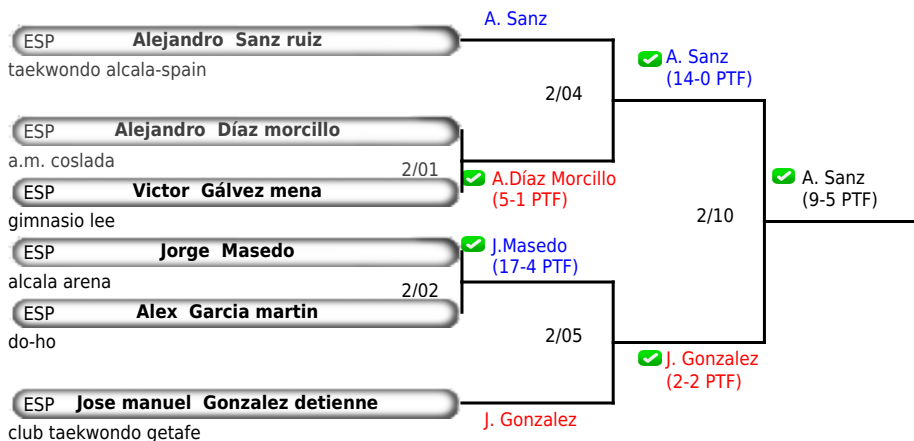 A. Sanz
ESP Alejandro Sanz ruiz
taekwondo alcala-spain
A. Sanz
(14-0 PTF)
2/04
ESP Alejandro Díaz morcillo
a.m. coslada
2/01
A.Díaz Morcillo
(5-1 PTF)
ESP Victor Gálvez mena
gimnasio lee
A. Sanz
(9-5 PTF)
2/10
ESP Jorge Masedo
alcala arena
J.Masedo
(17-4 PTF)
2/02
ESP Alex Garcia martin
do-ho
2/05
J. Gonzalez
(2-2 PTF)
ESP Jose manuel Gonzalez detienne
club taekwondo getafe
J. Gonzalez